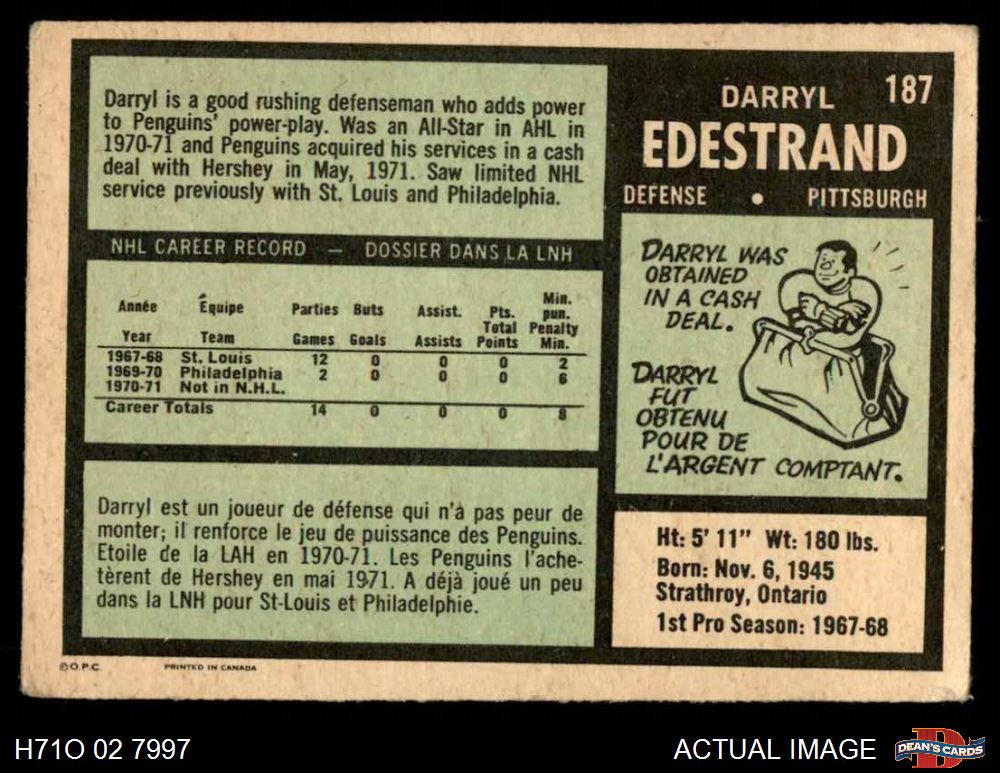 187
DARRYL
EDESTRAND
DEFENSE • PITTSBURGH
Darryl is a good rushing defenseman who adds power
to Penguins' power-play. Was an All-Star in AHL in
1970-71 and Penguins acquired his services in a cash
deal with Hershey in May, 1971. Saw limited NHL
service previously with St. Louis and Philadelphia.
NHL CAREER RECORD — DOSSIER DANS LA LNH
Année Équipe Parties Buts Assist. Pts. Min. pun.
Year Team Games Goals Assists Total Points Penalty Min.
1967-68 St. Louis 12 0 0 0 2
1969-70 Philadelphia 2 0 0 0 6
1970-71 Not in N.H.L.
Career Totals 14 0 0 0 8
Darryl est un joueur de défense qui n'à pas peur de
monter; il renforce le jeu de puissance des Penguins.
Etoile de la LAH en 1970-71. Les Penguins l'ache-
tèrent de Hershey en mai 1971. A déjà joué un peu
dans la LNH pour St-Louis et Philadelphie.
DARRYL WAS
OBTAINED
IN A CASH
DEAL.
DARRYL
FUT
OBTENU
POUR DE
L'ARGENT COMPTANT.
Ht: 5' 11" Wt: 180 lbs.
Born: Nov. 6, 1945
Strathroy, Ontario
1st Pro Season: 1967-68
© O.P.C. PRINTED IN CANADA
H71O 02 7997
ACTUAL IMAGE
D
DEAN'S CARDS